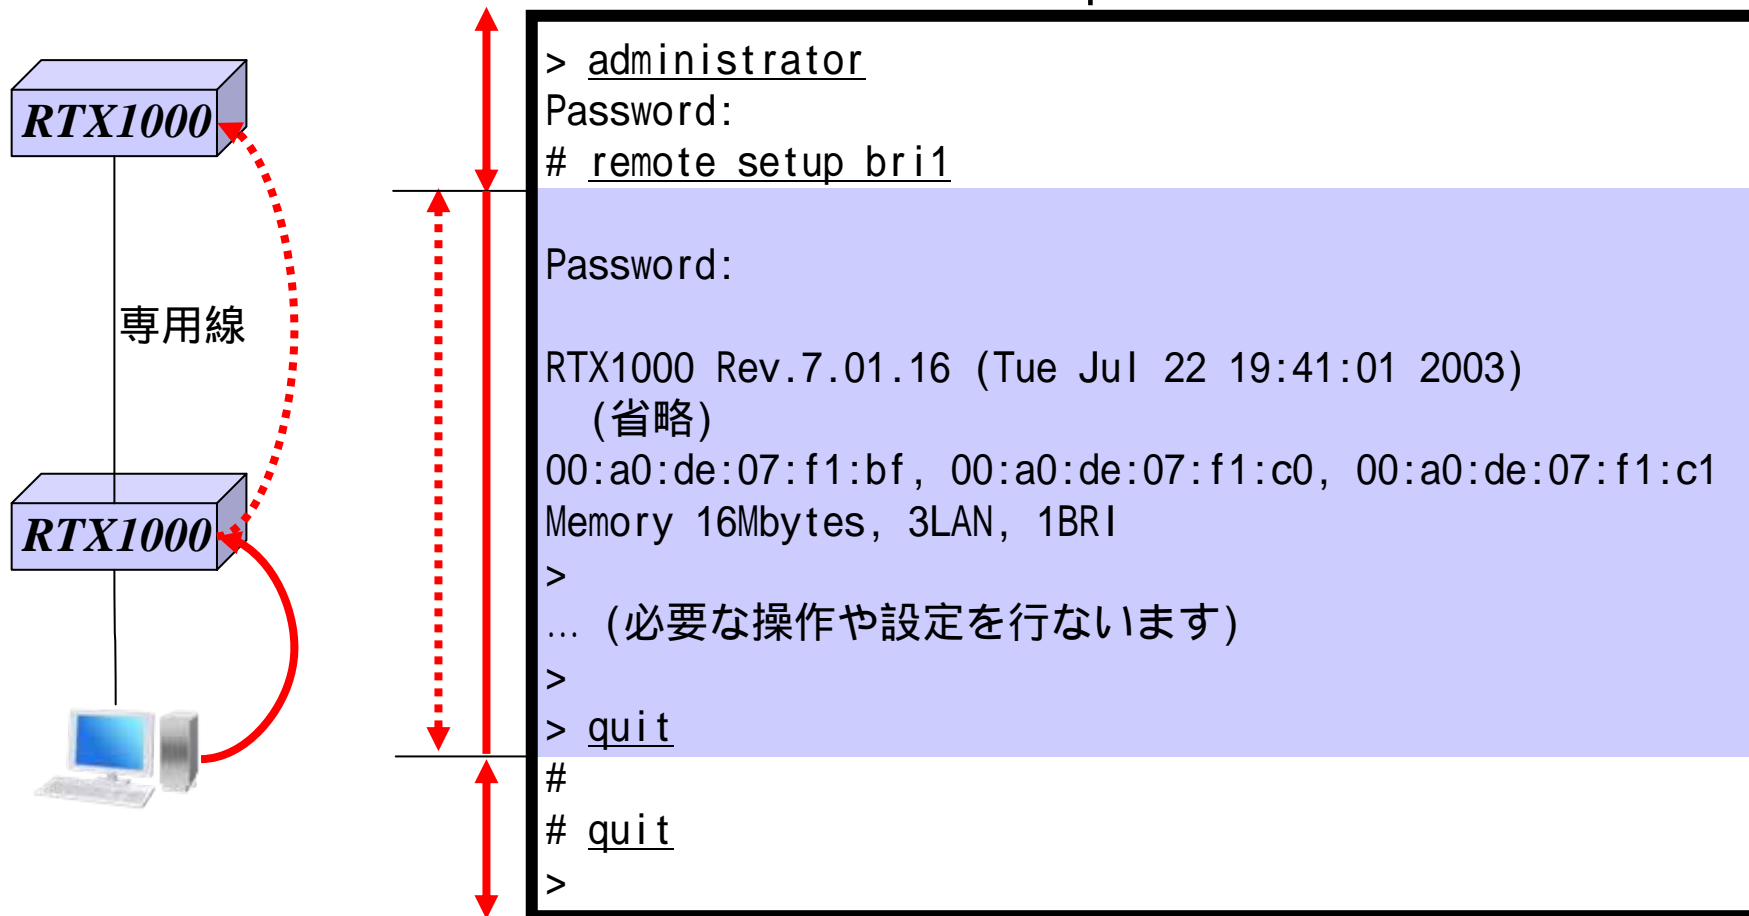 RTX1000
専用線
RTX1000
> administrator
Password:
# remote setup bri1
Password:
RTX1000 Rev.7.01.16 (Tue Jul 22 19:41:01 2003)
(省略)
00:a0:de:07:f1:bf, 00:a0:de:07:f1:c0, 00:a0:de:07:f1:c1
Memory 16Mbytes, 3LAN, 1BRI
>
... (必要な操作や設定を行ないます)
>
> quit
#
# quit
>